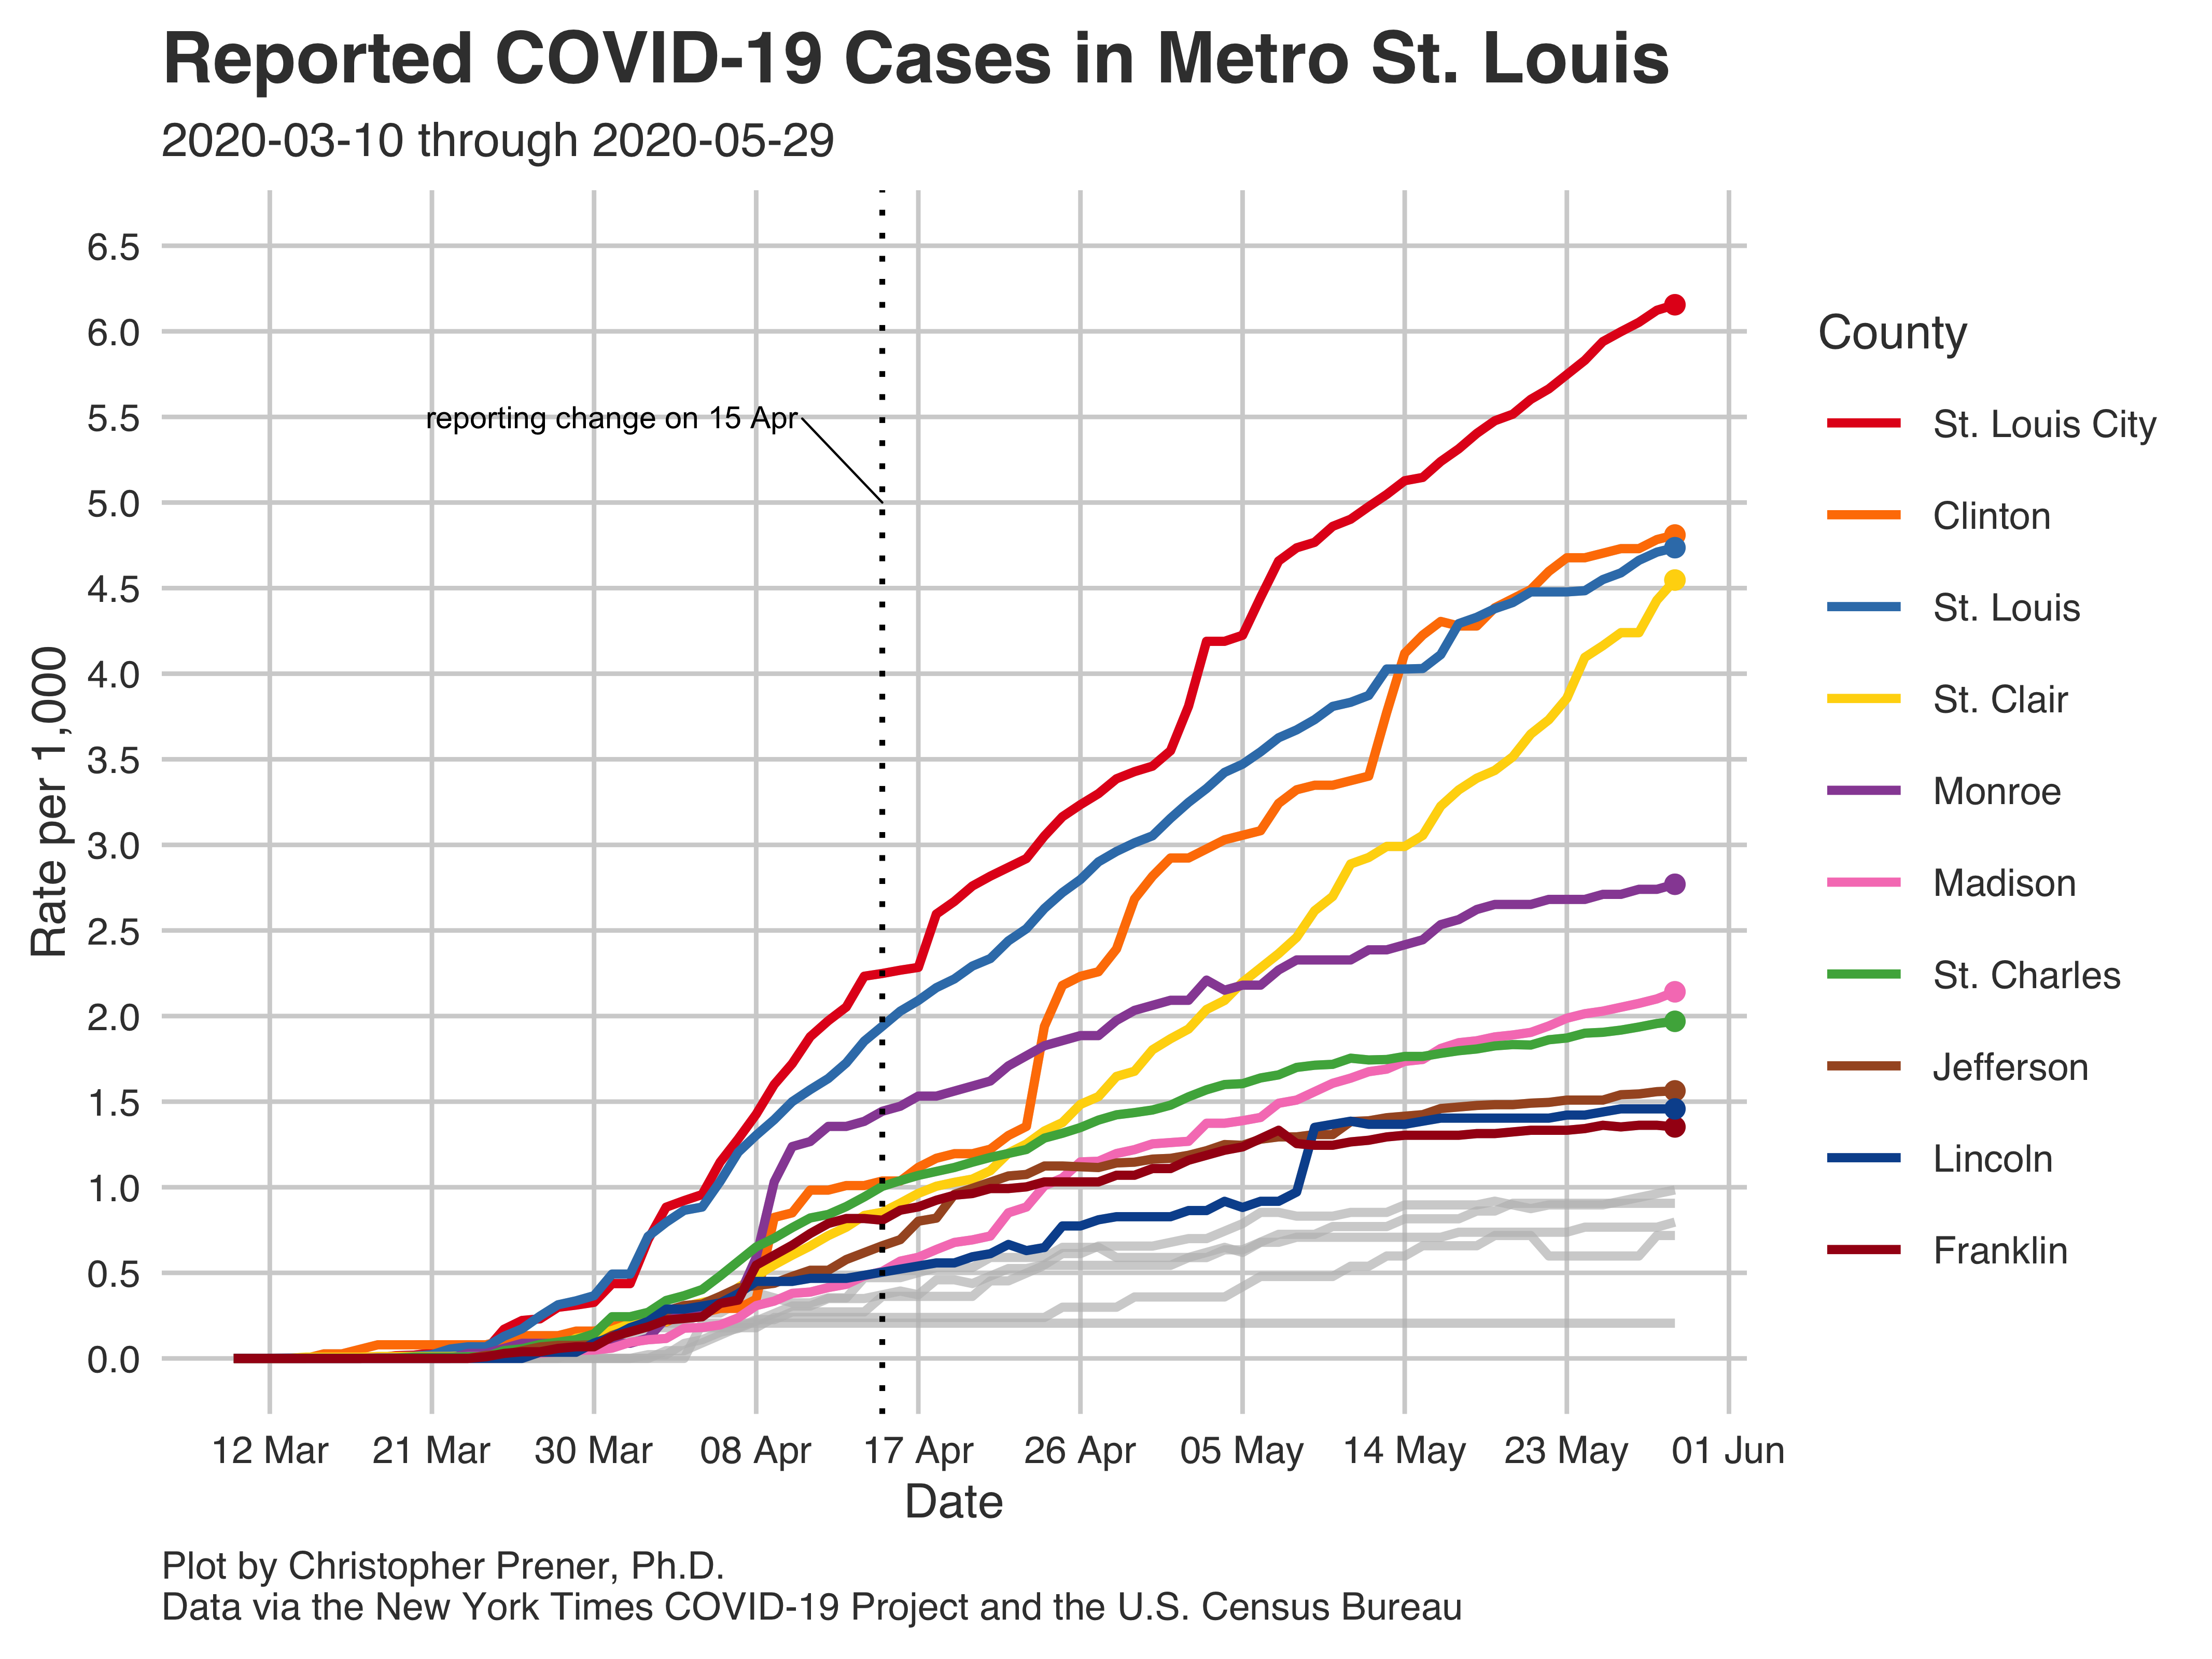 Reported COVID-19 Cases in Metro St. Louis
2020-03-10 through 2020-05-29
6.5
6.0
5.5
5.0
4.5
4.0
3.5
3.0
2.5
2.0
1.5
1.0
0.5
0.0
Rate per 1,000
reporting change on 15 Apr
12 Mar
21 Mar
30 Mar
08 Apr
17 Apr
26 Apr
05 May
14 May
23 May
01 Jun
Date
County
St. Louis City
Clinton
St. Louis
St. Clair
Monroe
Madison
St. Charles
Jefferson
Lincoln
Franklin
Plot by Christopher Prener, Ph.D.
Data via the New York Times COVID-19 Project and the U.S. Census Bureau